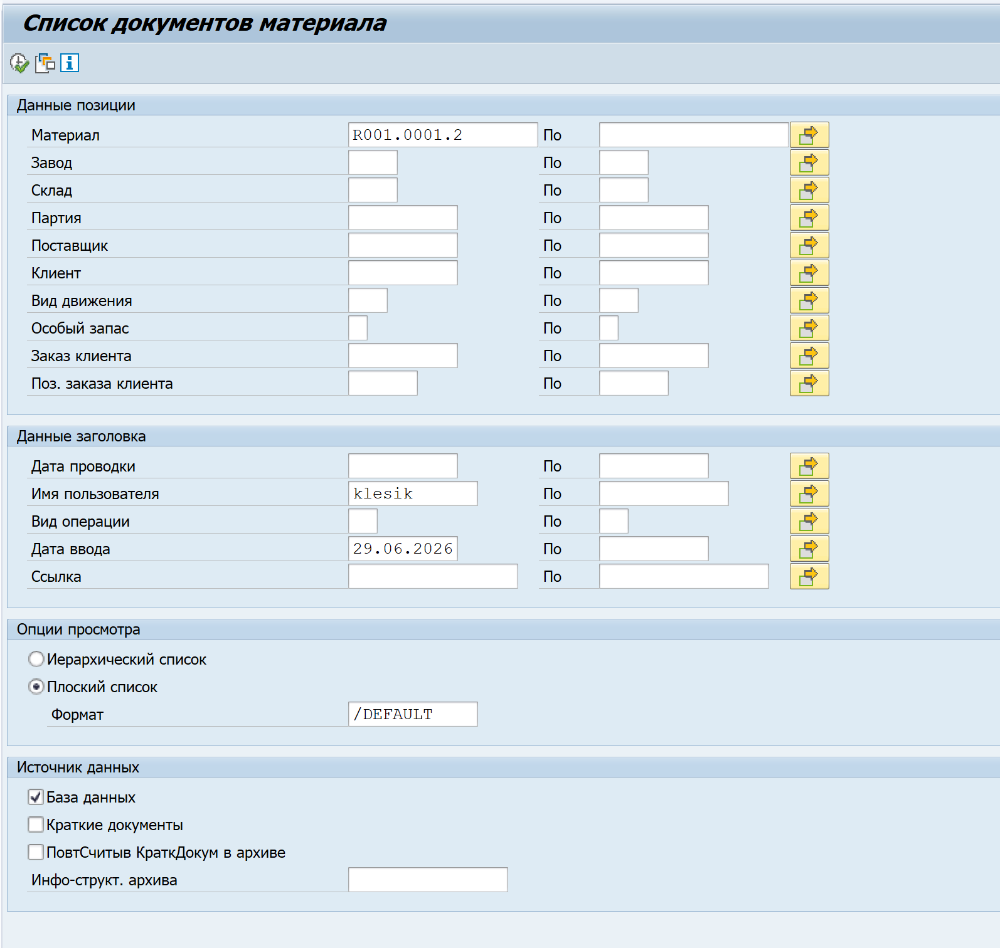 Список документов материала
Данные позиции
Материал R001.0001.2 По
Завод По
Склад По
Партия По
Поставщик По
Клиент По
Вид движения По
Особый запас По
Заказ клиента По
Поз. заказа клиента По
Данные заголовка
Дата проводки По
Имя пользователя klesik По
Вид операции По
Дата ввода 29.06.2026 По
Ссылка По
Опции просмотра
Иерархический список
Плоский список
Формат /DEFAULT
Источник данных
База данных
Краткие документы
ПовтСчитыв КраткДокум в архиве
Инфо-структ. архива